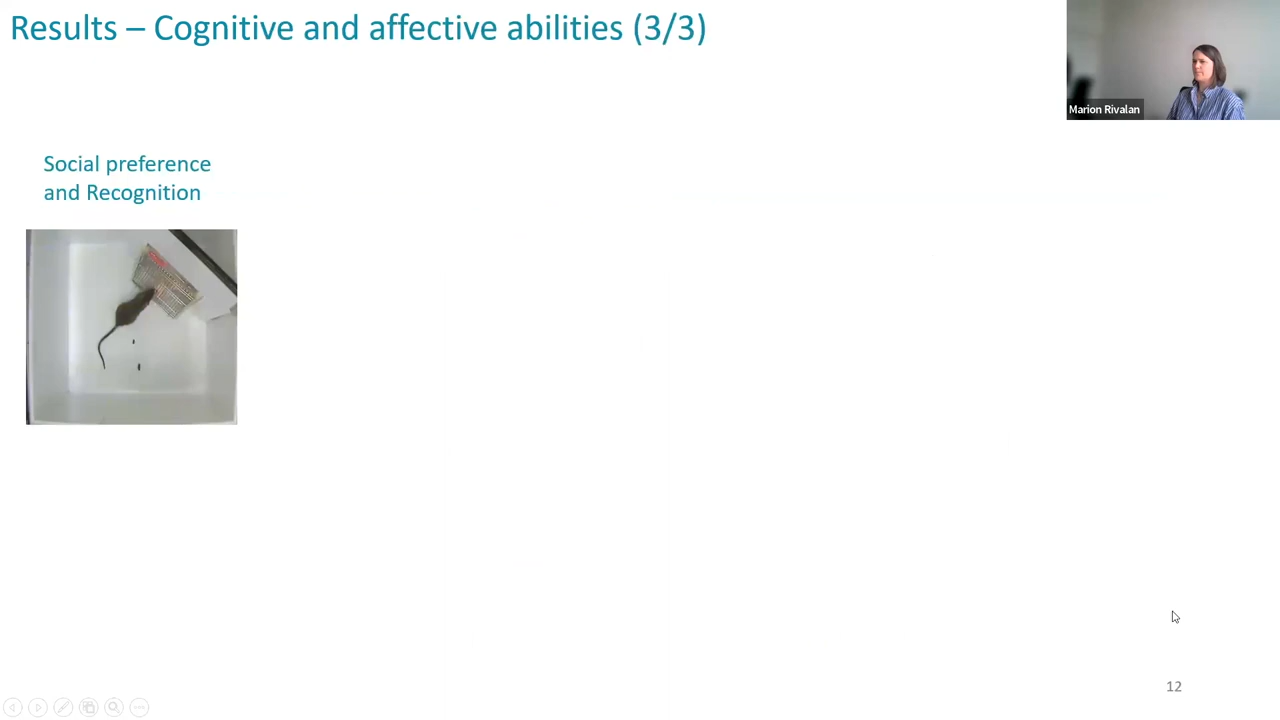 Results – Cognitive and affective abilities (3/3)
Marion Rivalan
Social preference
and Recognition
12